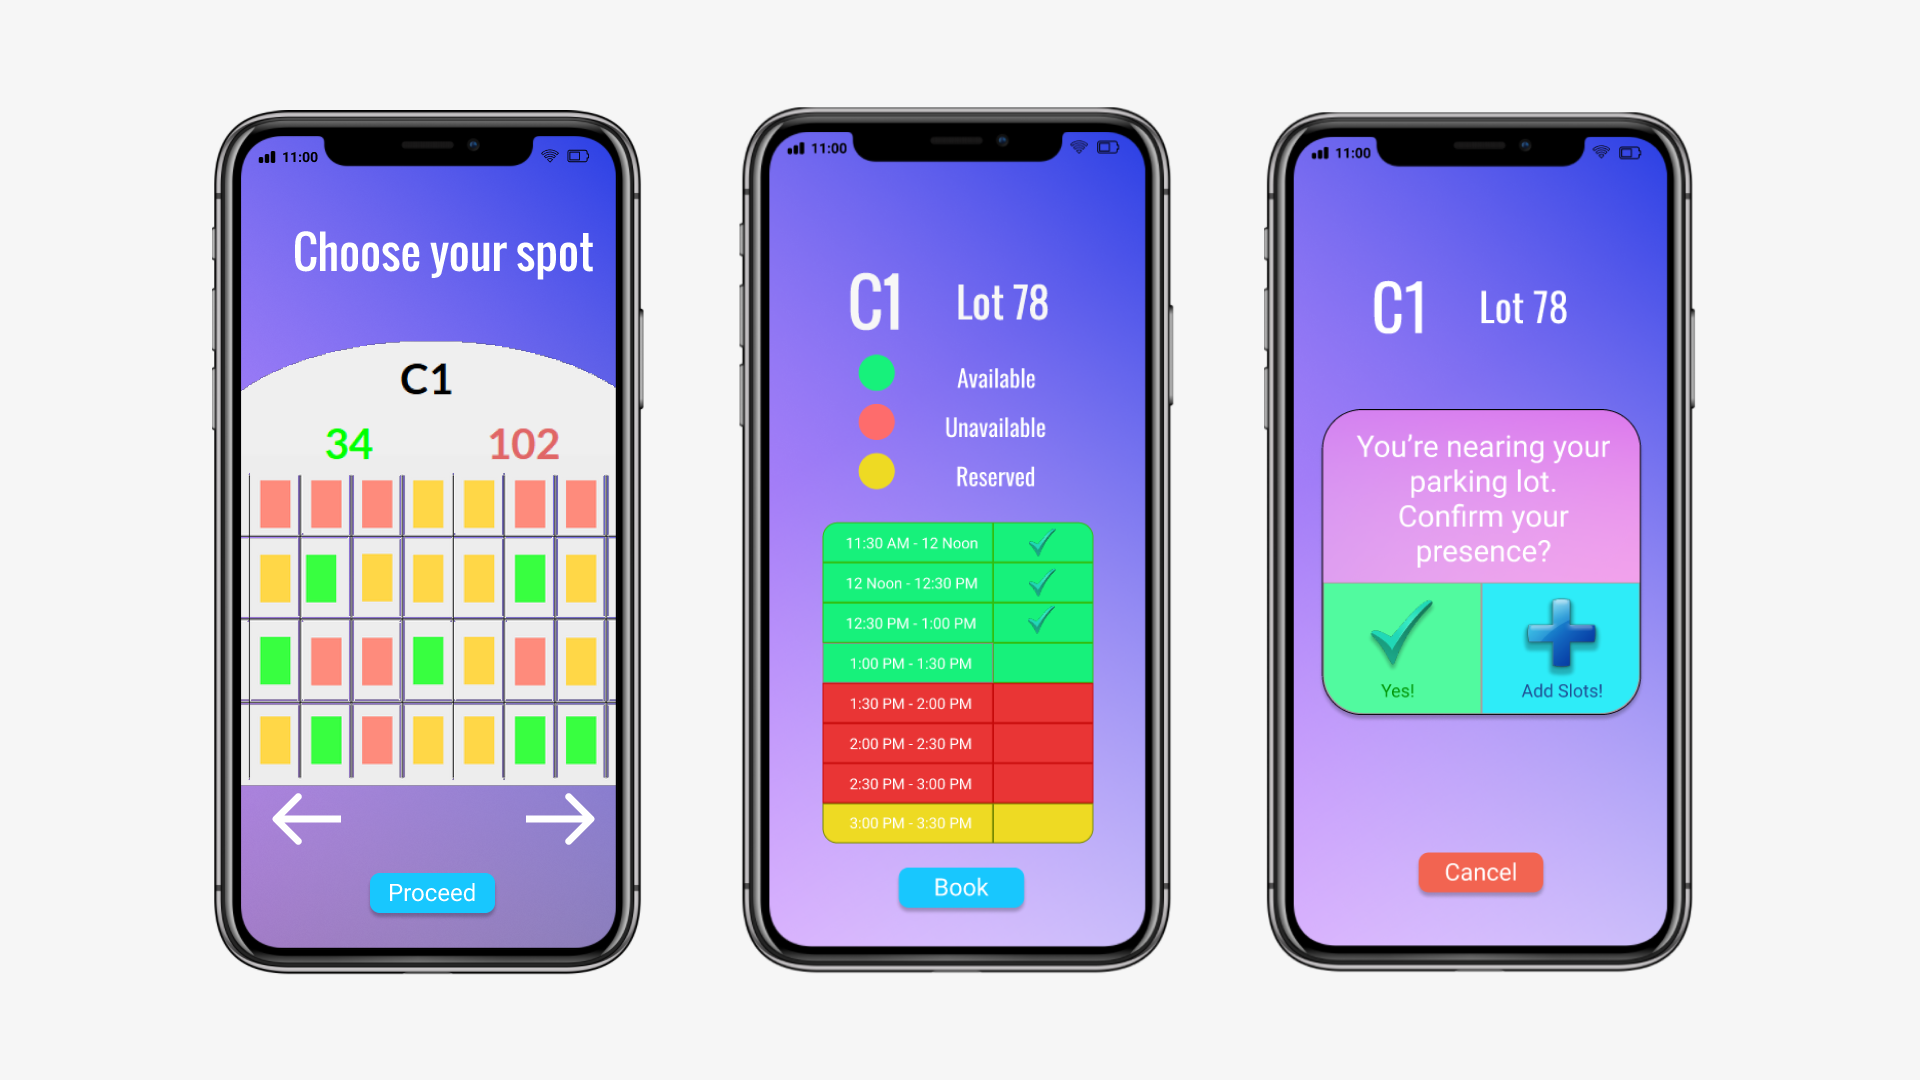 11:00
Choose your spot
C1
34 102
Proceed
11:00
C1 Lot 78
Available
Unavailable
Reserved
11:30 AM - 12 Noon
12 Noon - 12:30 PM
12:30 PM - 1:00 PM
1:00 PM - 1:30 PM
1:30 PM - 2:00 PM
2:00 PM - 2:30 PM
2:30 PM - 3:00 PM
3:00 PM - 3:30 PM
Book
11:00
C1 Lot 78
You’re nearing your
parking lot.
Confirm your
presence?
Yes! Add Slots!
Cancel